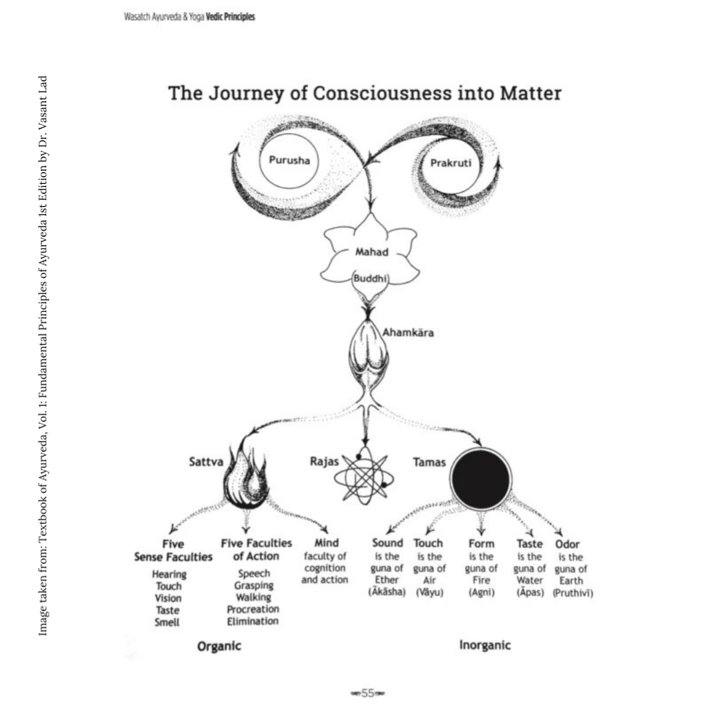 Wasatch Ayurveda & Yoga Vedic Principles
Image taken from: Textbook of Ayurveda, Vol. 1: Fundamental Principles of Ayurveda 1st Edition by Dr. Vasant Lad
The Journey of Consciousness into Matter
Purusha
Prakruti
Mahad
Buddhi
Ahamkāra
Sattva
Rajas
Tamas
Five
Sense Faculties
Hearing
Touch
Vision
Taste
Smell
Five Faculties
of Action
Speech
Grasping
Walking
Procreation
Elimination
Mind
faculty of
cognition
and action
Sound
is the
guna of
Ether
(Ākāsha)
Touch
is the
guna of
Air
(Vāyu)
Form
is the
guna of
Fire
(Agni)
Taste
is the
guna of
Water
(Āpas)
Odor
is the
guna of
Earth
(Pruthivī)
Organic
Inorganic
55